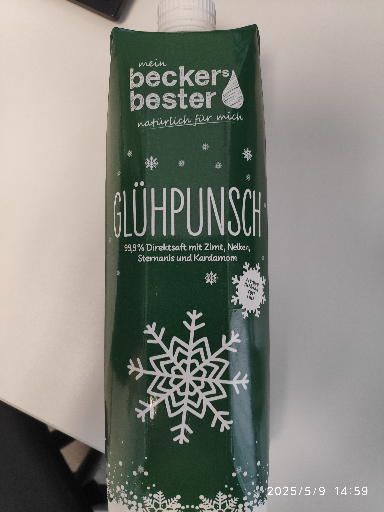 mein
beckers
bester
natürlich für mich
GLÜHPUNSCH
99,9% Direktsaft mit Zimt, Nelken,
Sternanis und Kardamom
2025/5/9 14:59